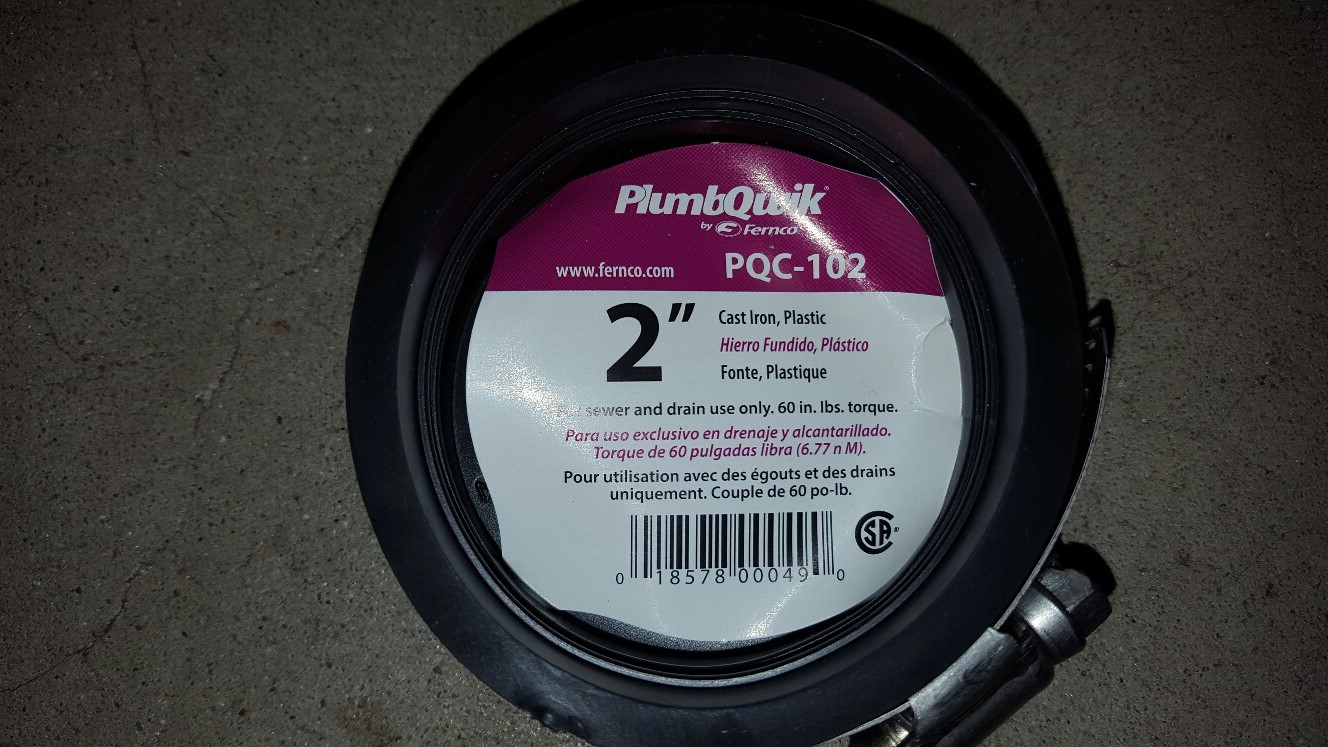 PlumbQwik®
by Fernco
www.fernco.com
PQC-102
2"
Cast Iron, Plastic
Hierro Fundido, Plástico
Fonte, Plastique
For sewer and drain use only. 60 in. lbs. torque.
Para uso exclusivo en drenaje y alcantarillado.
Torque de 60 pulgadas libra (6.77 n M).
Pour utilisation avec des égouts et des drains
uniquement. Couple de 60 po-lb.
0 18578 00049 0
CSA®